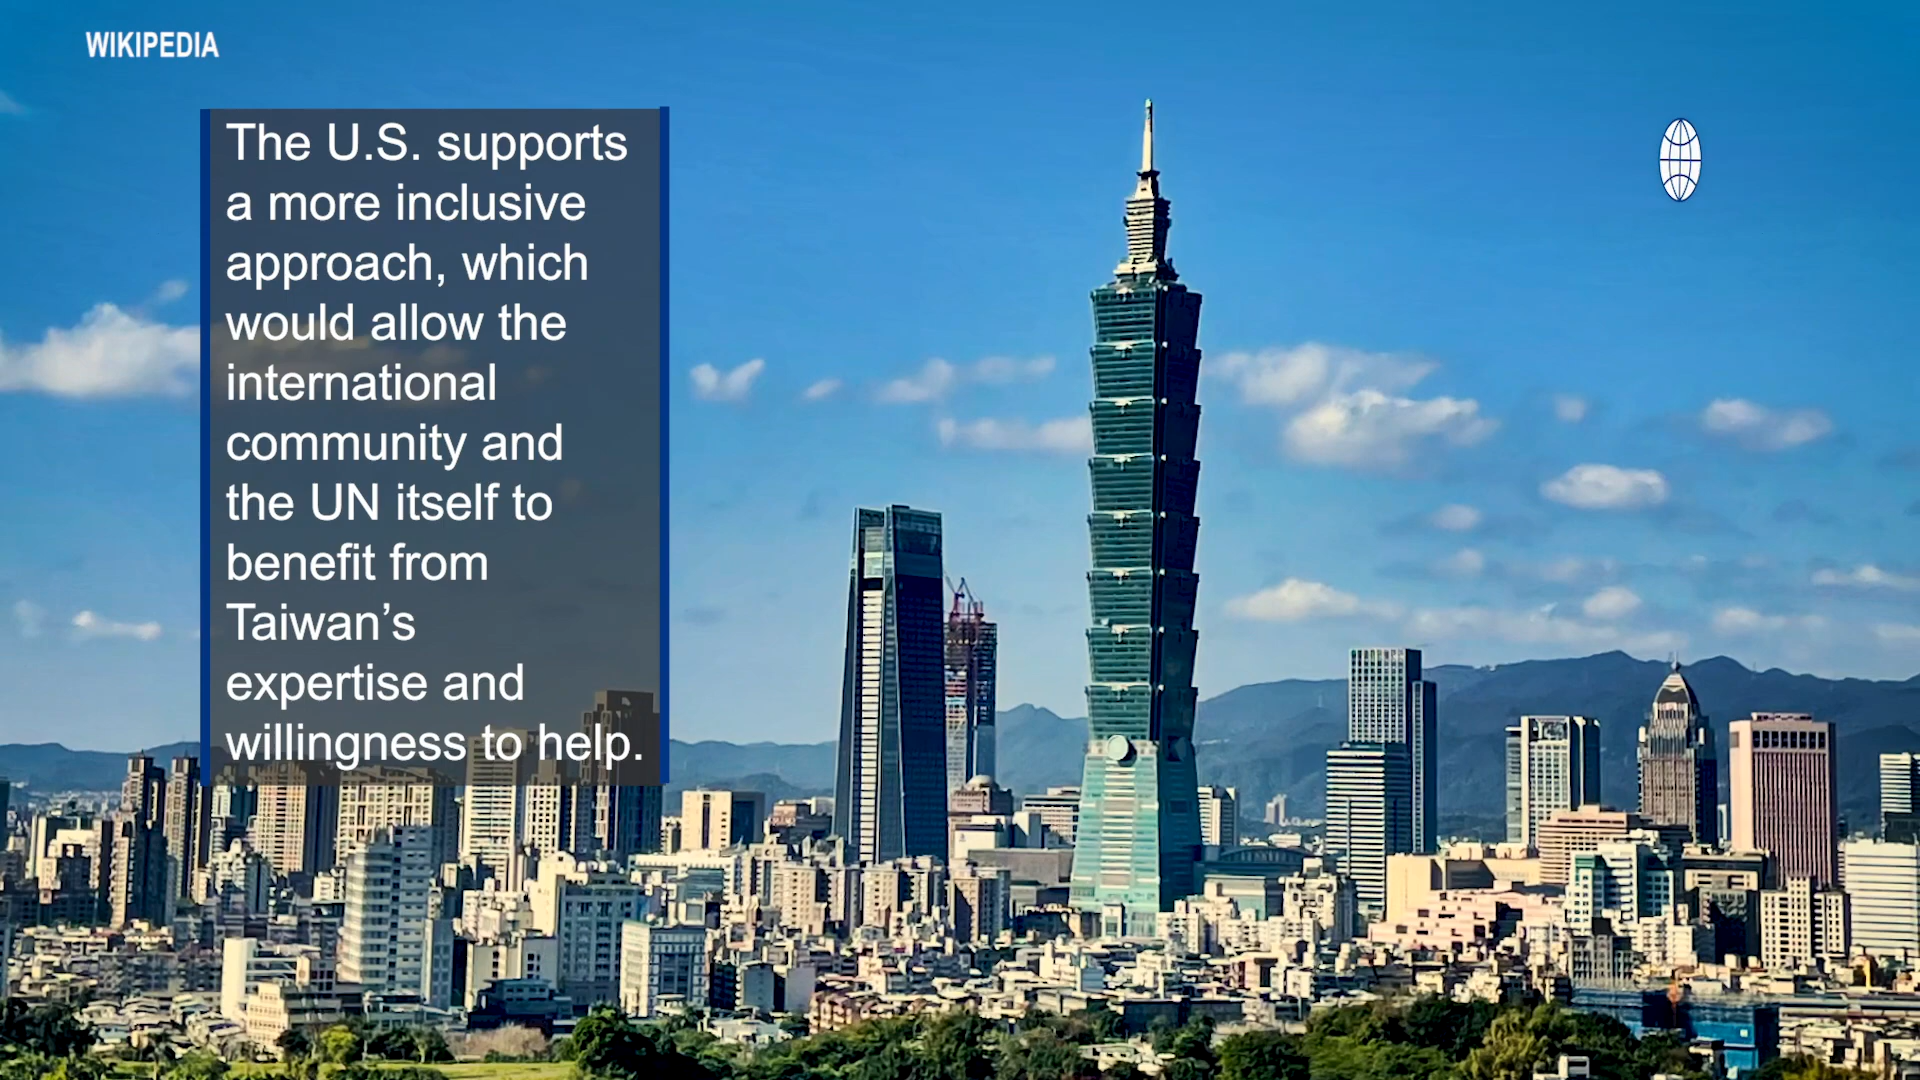 WIKIPEDIA
The U.S. supports
a more inclusive
approach, which
would allow the
international
community and
the UN itself to
benefit from
Taiwan’s
expertise and
willingness to help.